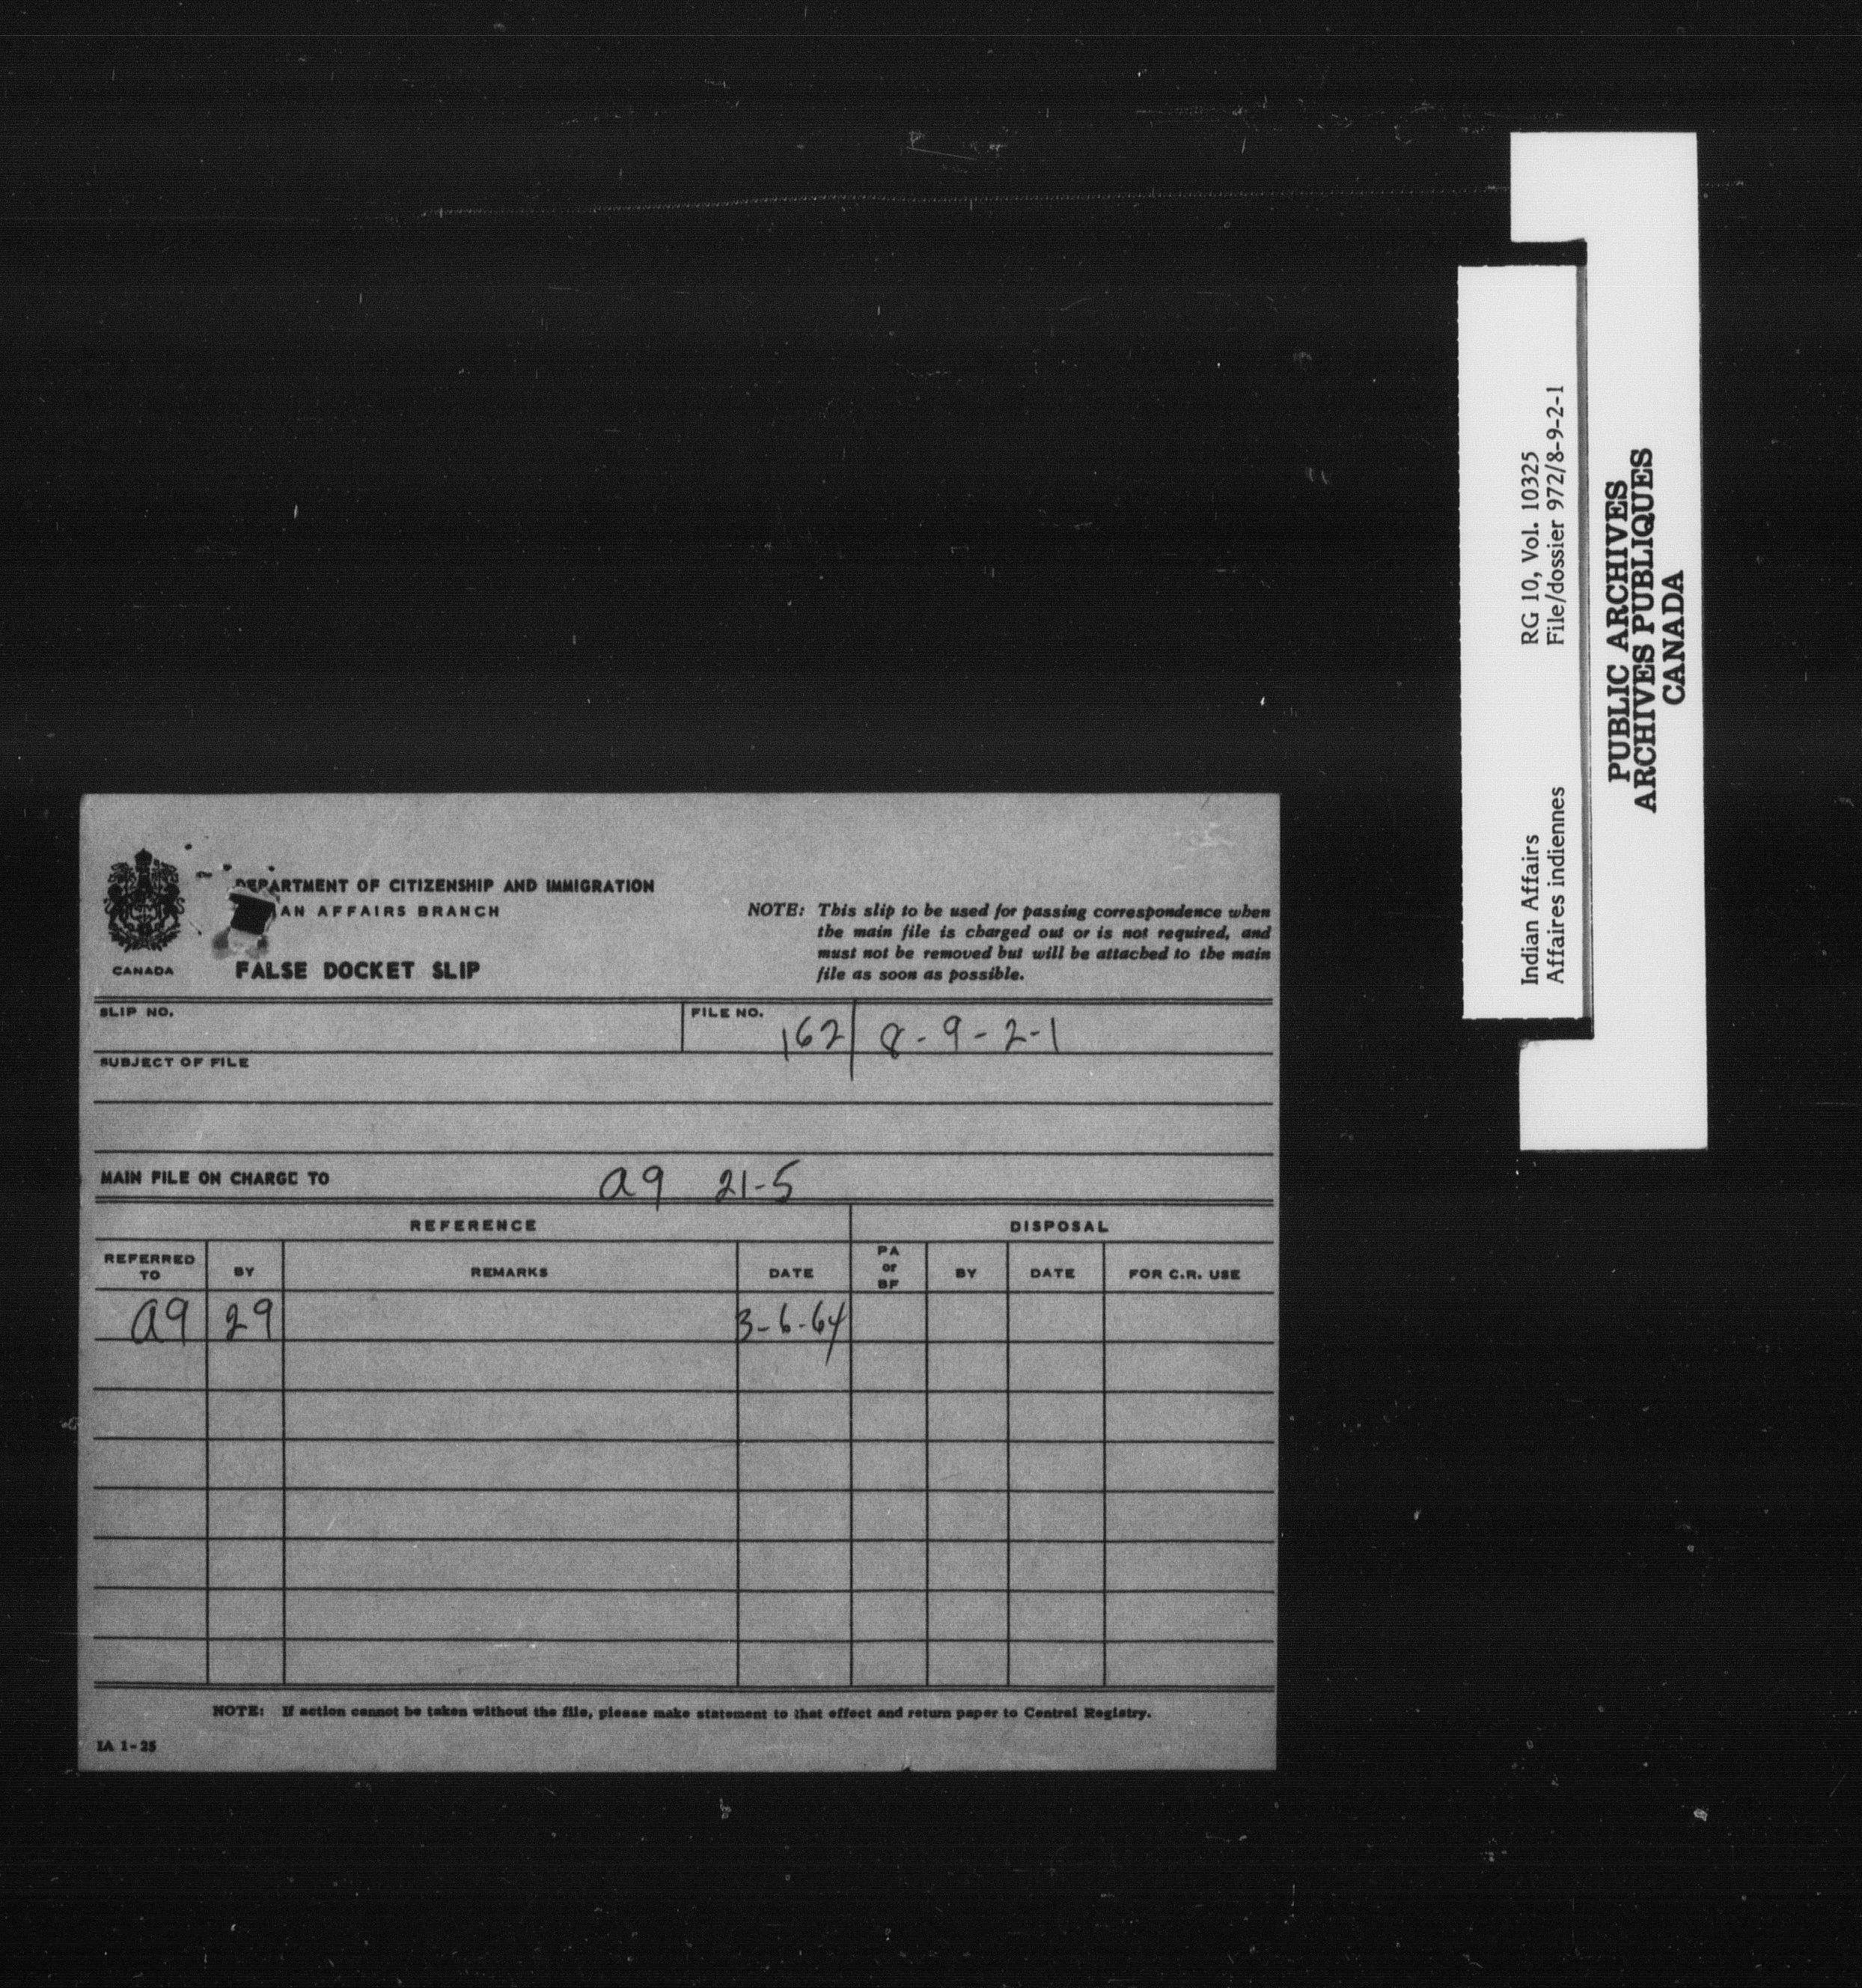 DEPARTMENT OF CITIZENSHIP AND IMMIGRATION
AN AFFAIRS BRANCH
CANADA
FALSE DOCKET SLIP
NOTE: This slip to be used for passing correspondence when
the main file is charged out or is not required, and
must not be removed but will be attached to the main
file as soon as possible.
SLIP NO.
FILE NO.
162/8-9-2-1
SUBJECT OF FILE
MAIN FILE ON CHARGE TO a9 21-5
REFERENCE DISPOSAL
REFERRED TO BY REMARKS DATE PA or BF BY DATE FOR C.R. USE
a9 29 3-6-64
NOTE: If action cannot be taken without the file, please make statement to that effect and return paper to Central Registry.
IA 1-25
Indian Affairs RG 10, Vol. 10325
Affaires indiennes File/dossier 972/8-9-2-1
PUBLIC ARCHIVES
ARCHIVES PUBLIQUES
CANADA